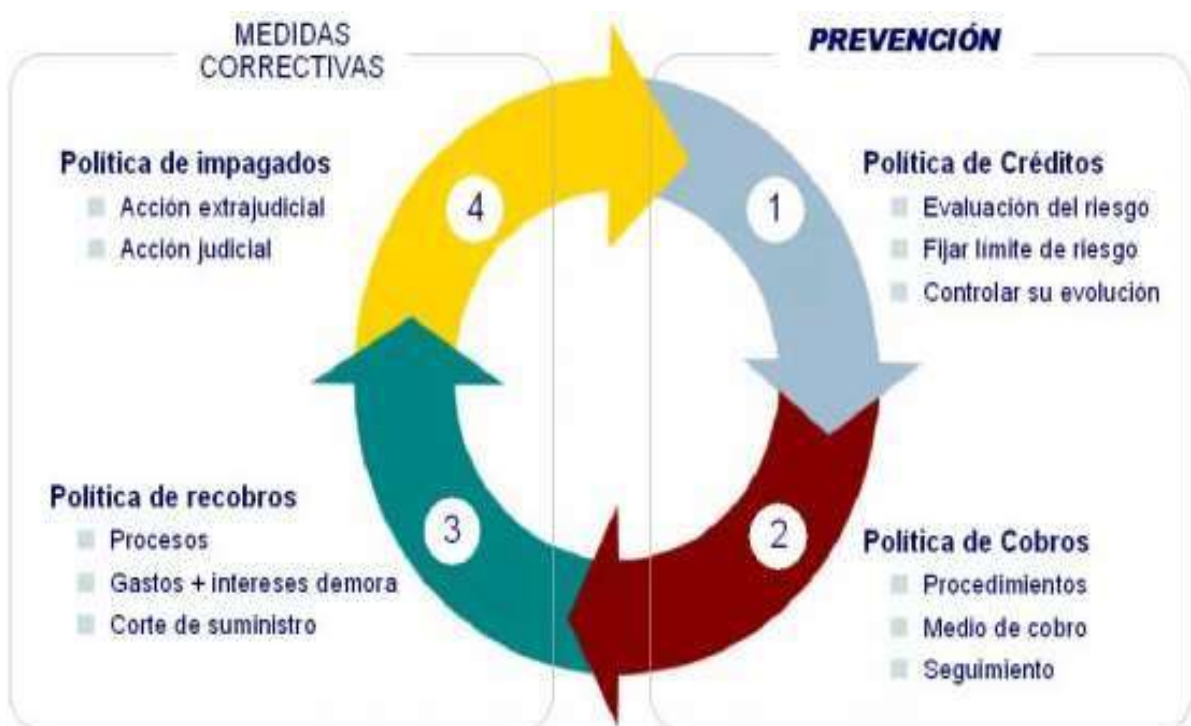 MEDIDAS
CORRECTIVAS
PREVENCIÓN
Política de impagados
Acción extrajudicial
Acción judicial
4
1
Política de Créditos
Evaluación del riesgo
Fijar límite de riesgo
Controlar su evolución
Política de recobros
Procesos
Gastos + intereses demora
Corte de suministro
3
2
Política de Cobros
Procedimientos
Medio de cobro
Seguimiento